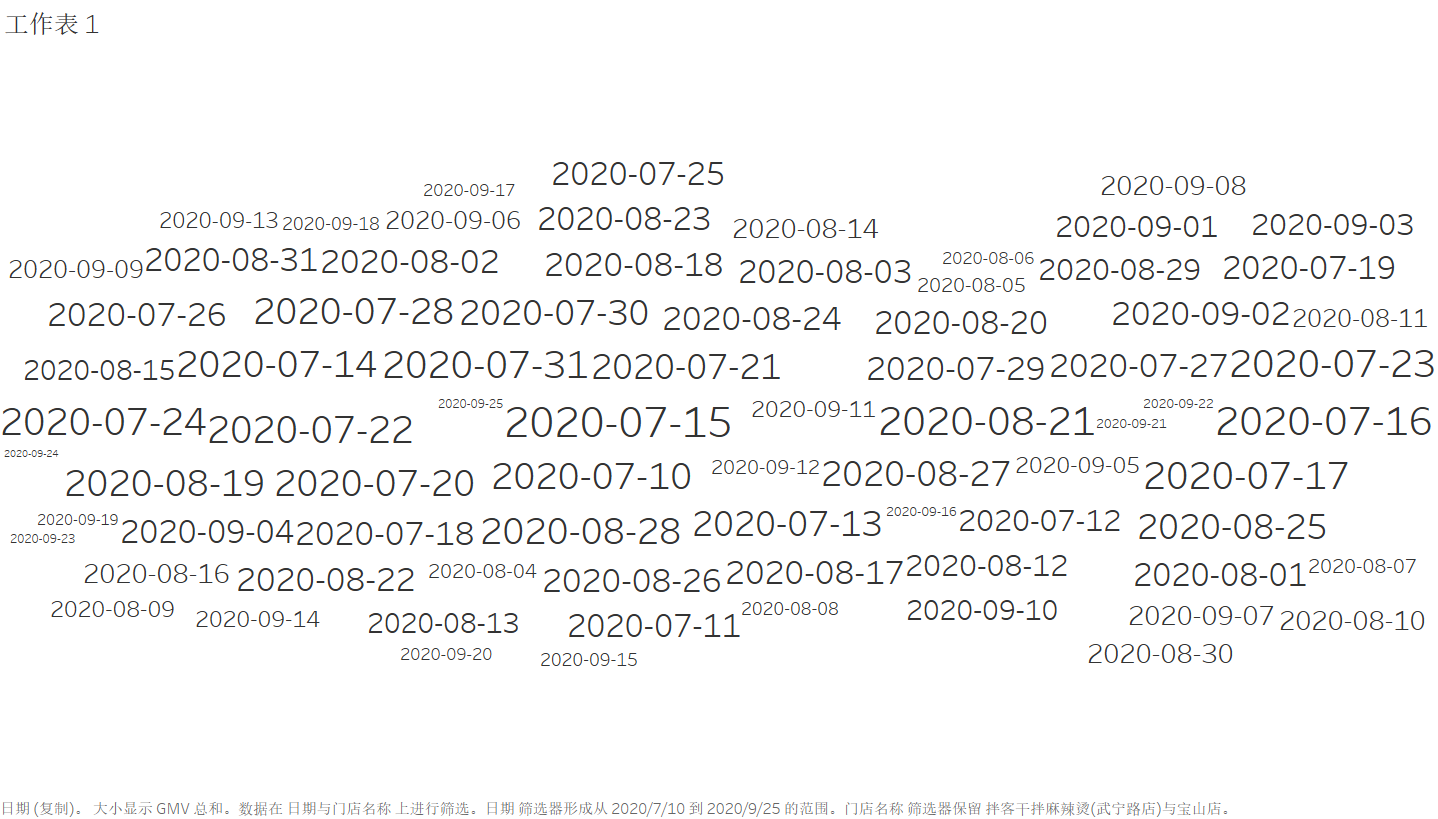 工作表 1
2020-07-25
2020-09-17
2020-09-08
2020-09-13 2020-09-18 2020-09-06 2020-08-23 2020-08-14 2020-09-01 2020-09-03
2020-09-09 2020-08-31 2020-08-02 2020-08-18 2020-08-03 2020-08-06 2020-08-29 2020-07-19
2020-08-05
2020-07-26 2020-07-28 2020-07-30 2020-08-24 2020-08-20 2020-09-02 2020-08-11
2020-08-15 2020-07-14 2020-07-31 2020-07-21 2020-07-29 2020-07-27 2020-07-23
2020-07-24 2020-07-22 2020-09-25 2020-07-15 2020-09-11 2020-08-21 2020-09-21 2020-09-22 2020-07-16
2020-09-24
2020-08-19 2020-07-20 2020-07-10 2020-09-12 2020-08-27 2020-09-05 2020-07-17
2020-09-19 2020-09-04 2020-07-18 2020-08-28 2020-07-13 2020-09-16 2020-07-12 2020-08-25
2020-09-23
2020-08-16 2020-08-22 2020-08-04 2020-08-26 2020-08-17 2020-08-12 2020-08-01 2020-08-07
2020-08-09 2020-09-14 2020-08-13 2020-07-11 2020-08-08 2020-09-10 2020-09-07 2020-08-10
2020-09-20 2020-09-15 2020-08-30
日期 (复制)。 大小显示 GMV 总和。数据在 日期与门店名称 上进行筛选。日期 筛选器形成从 2020/7/10 到 2020/9/25 的范围。门店名称 筛选器保留 拌客干拌麻辣烫(武宁路店)与宝山店。